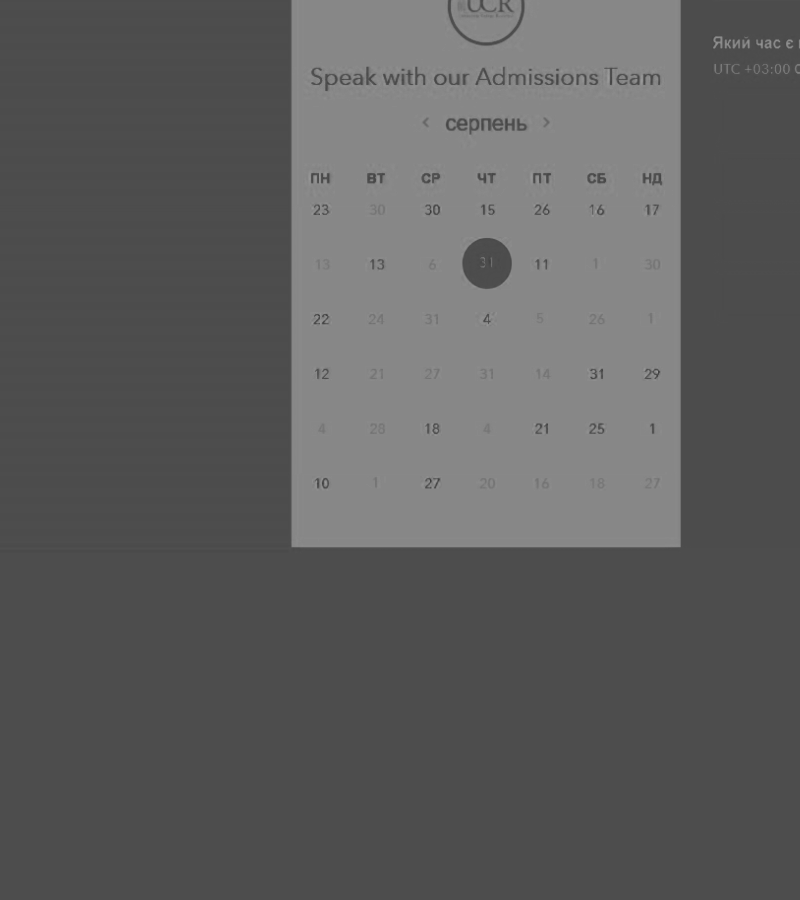 UCR
Speak with our Admissions Team
‹ серпень ›
ПН ВТ СР ЧТ ПТ СБ НД
23 30 30 15 26 16 17
13 13 6 31 11 1 30
22 24 31 4 5 26 1
12 21 27 31 14 31 29
4 28 18 4 21 25 1
10 1 27 20 16 18 27
Який час є
UTC +03:00